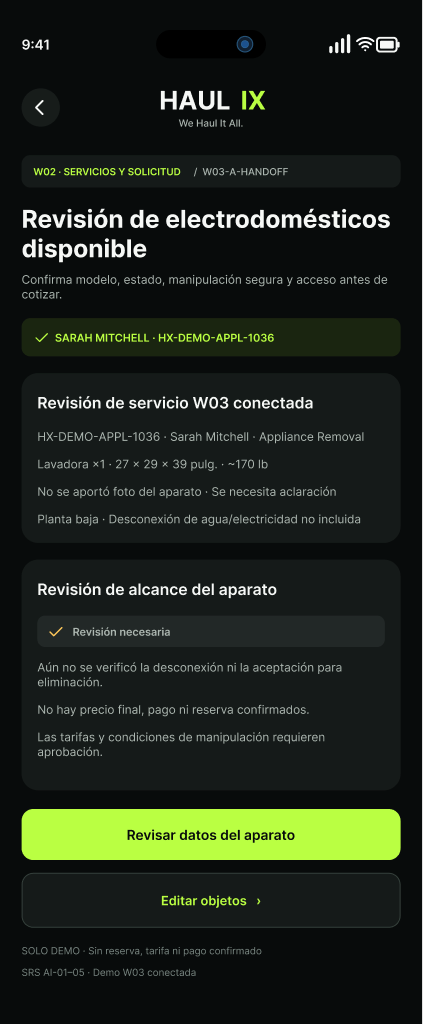 9:41
HAUL IX
We Haul It All.
W02 · SERVICIOS Y SOLICITUD / W03-A-HANDOFF
Revisión de electrodomésticos
disponible
Confirma modelo, estado, manipulación segura y acceso antes de
cotizar.
SARAH MITCHELL · HX-DEMO-APPL-1036
Revisión de servicio W03 conectada
HX-DEMO-APPL-1036 · Sarah Mitchell · Appliance Removal
Lavadora ×1 · 27 × 29 × 39 pulg. · ~170 lb
No se aportó foto del aparato · Se necesita aclaración
Planta baja · Desconexión de agua/electricidad no incluida
Revisión de alcance del aparato
Revisión necesaria
Aún no se verificó la desconexión ni la aceptación para
eliminación.
No hay precio final, pago ni reserva confirmados.
Las tarifas y condiciones de manipulación requieren
aprobación.
Revisar datos del aparato
Editar objetos ›
SOLO DEMO · Sin reserva, tarifa ni pago confirmado
SRS AI-01–05 · Demo W03 conectada